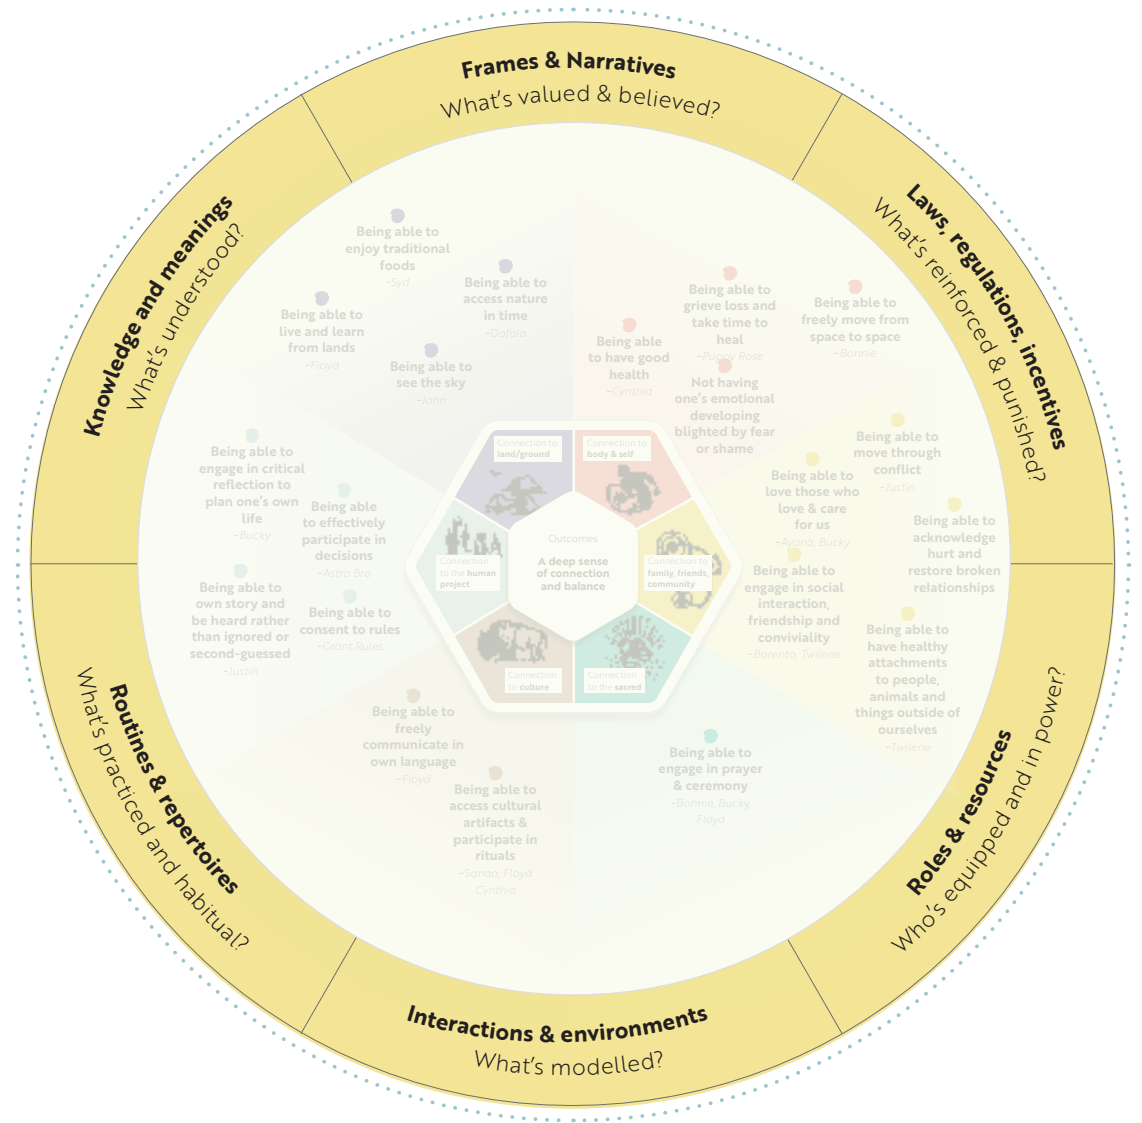 Frames & Narratives
What's valued & believed?
Laws, regulations, incentives
What's reinforced & punished?
Roles & resources
Who's equipped and in power?
Interactions & environments
What's modelled?
Routines & repertoires
What's practiced and habitual?
Knowledge and meanings
What's understood?
Being able to
enjoy traditional
foods
~Syd
Being able to
access nature
in time
~Dafala
Being able to
live and learn
from lands
~Floyd
Being able to
see the sky
~John
Being able to
grieve loss and
take time to
heal
~Puppy Rose
Being able to
freely move from
space to space
~Bonnie
Being able
to have good
health
~Cynthia
Not having
one's emotional
developing
blighted by fear
or shame
Being able to
move through
conflict
~Justin
Being able to
love those who
love & care
for us
~Ayana, Bucky
Being able to
acknowledge
hurt and
restore broken
relationships
Being able to
engage in social
interaction,
friendship and
conviviality
~Barento, Twilene
Being able to
have healthy
attachments
to people,
animals and
things outside of
ourselves
~Twilene
Being able to
engage in prayer
& ceremony
~Bonnie, Bucky,
Floyd
Being able to
freely
communicate in
own language
~Floyd
Being able to
access cultural
artifacts &
participate in
rituals
~Sanaa, Floyd
Cynthia
Being able to
engage in critical
reflection to
plan one's own
life
~Bucky
Being able
to effectively
participate in
decisions
~Astra Bro
Being able to
own story and
be heard rather
than ignored or
second-guessed
~Justin
Being able to
consent to rules
~Grant Rules
Connection to
land/ground
Connection to
body & self
Connection to
family, friends,
community
Connection
to the sacred
Connection
to culture
Connection
to the human
project
Outcomes
A deep sense
of connection
and balance